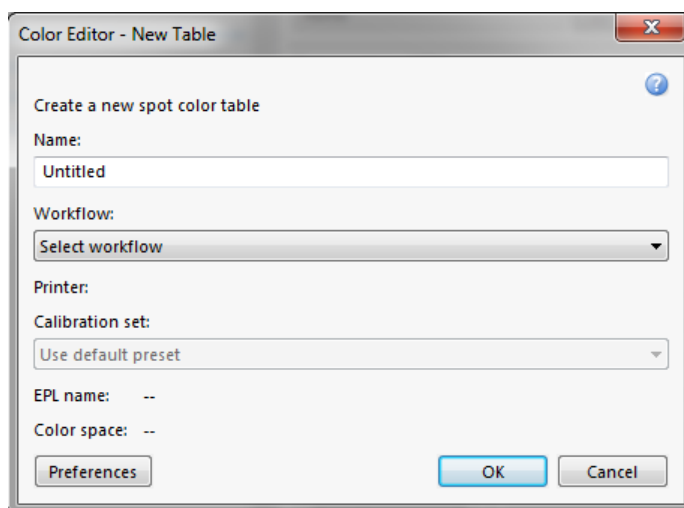 Color Editor - New Table
Create a new spot color table
Name:
Untitled
Workflow:
Select workflow
Printer:
Calibration set:
Use default preset
EPL name: --
Color space: --
Preferences OK Cancel